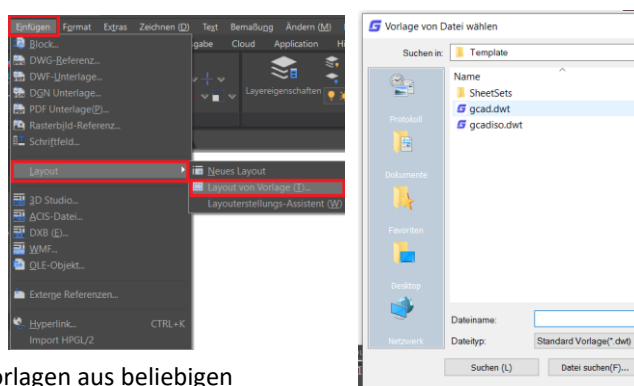 Einfügen Format Extras Zeichnen (D) Text Bemaßung Ändern (M)
Block...
DWG-Referenz...
DWF-Unterlage...
DGN Unterlage...
PDF Unterlage(P)...
Rasterbild-Referenz...
Schriftfeld...
Layout
3D Studio...
ACIS-Datei...
DXB (E)...
WMF...
OLE-Objekt...
Externe Referenzen...
Hyperlink... CTRL+K
Import HPGL/2
gabe Cloud Application Hi
Layereigenschaften
Neues Layout
Layout von Vorlage (T)...
Layouterstellungs-Assistent (W)
orlagen aus beliebigen
Vorlage von Datei wählen
Suchen in: Template
Protokoll
Dokumente
Favoriten
Desktop
Netzwerk
Name
SheetSets
gcad.dwt
gcadiso.dwt
Dateiname:
Dateityp: Standard Vorlage(*.dwt)
Suchen (L) Datei suchen(F)...